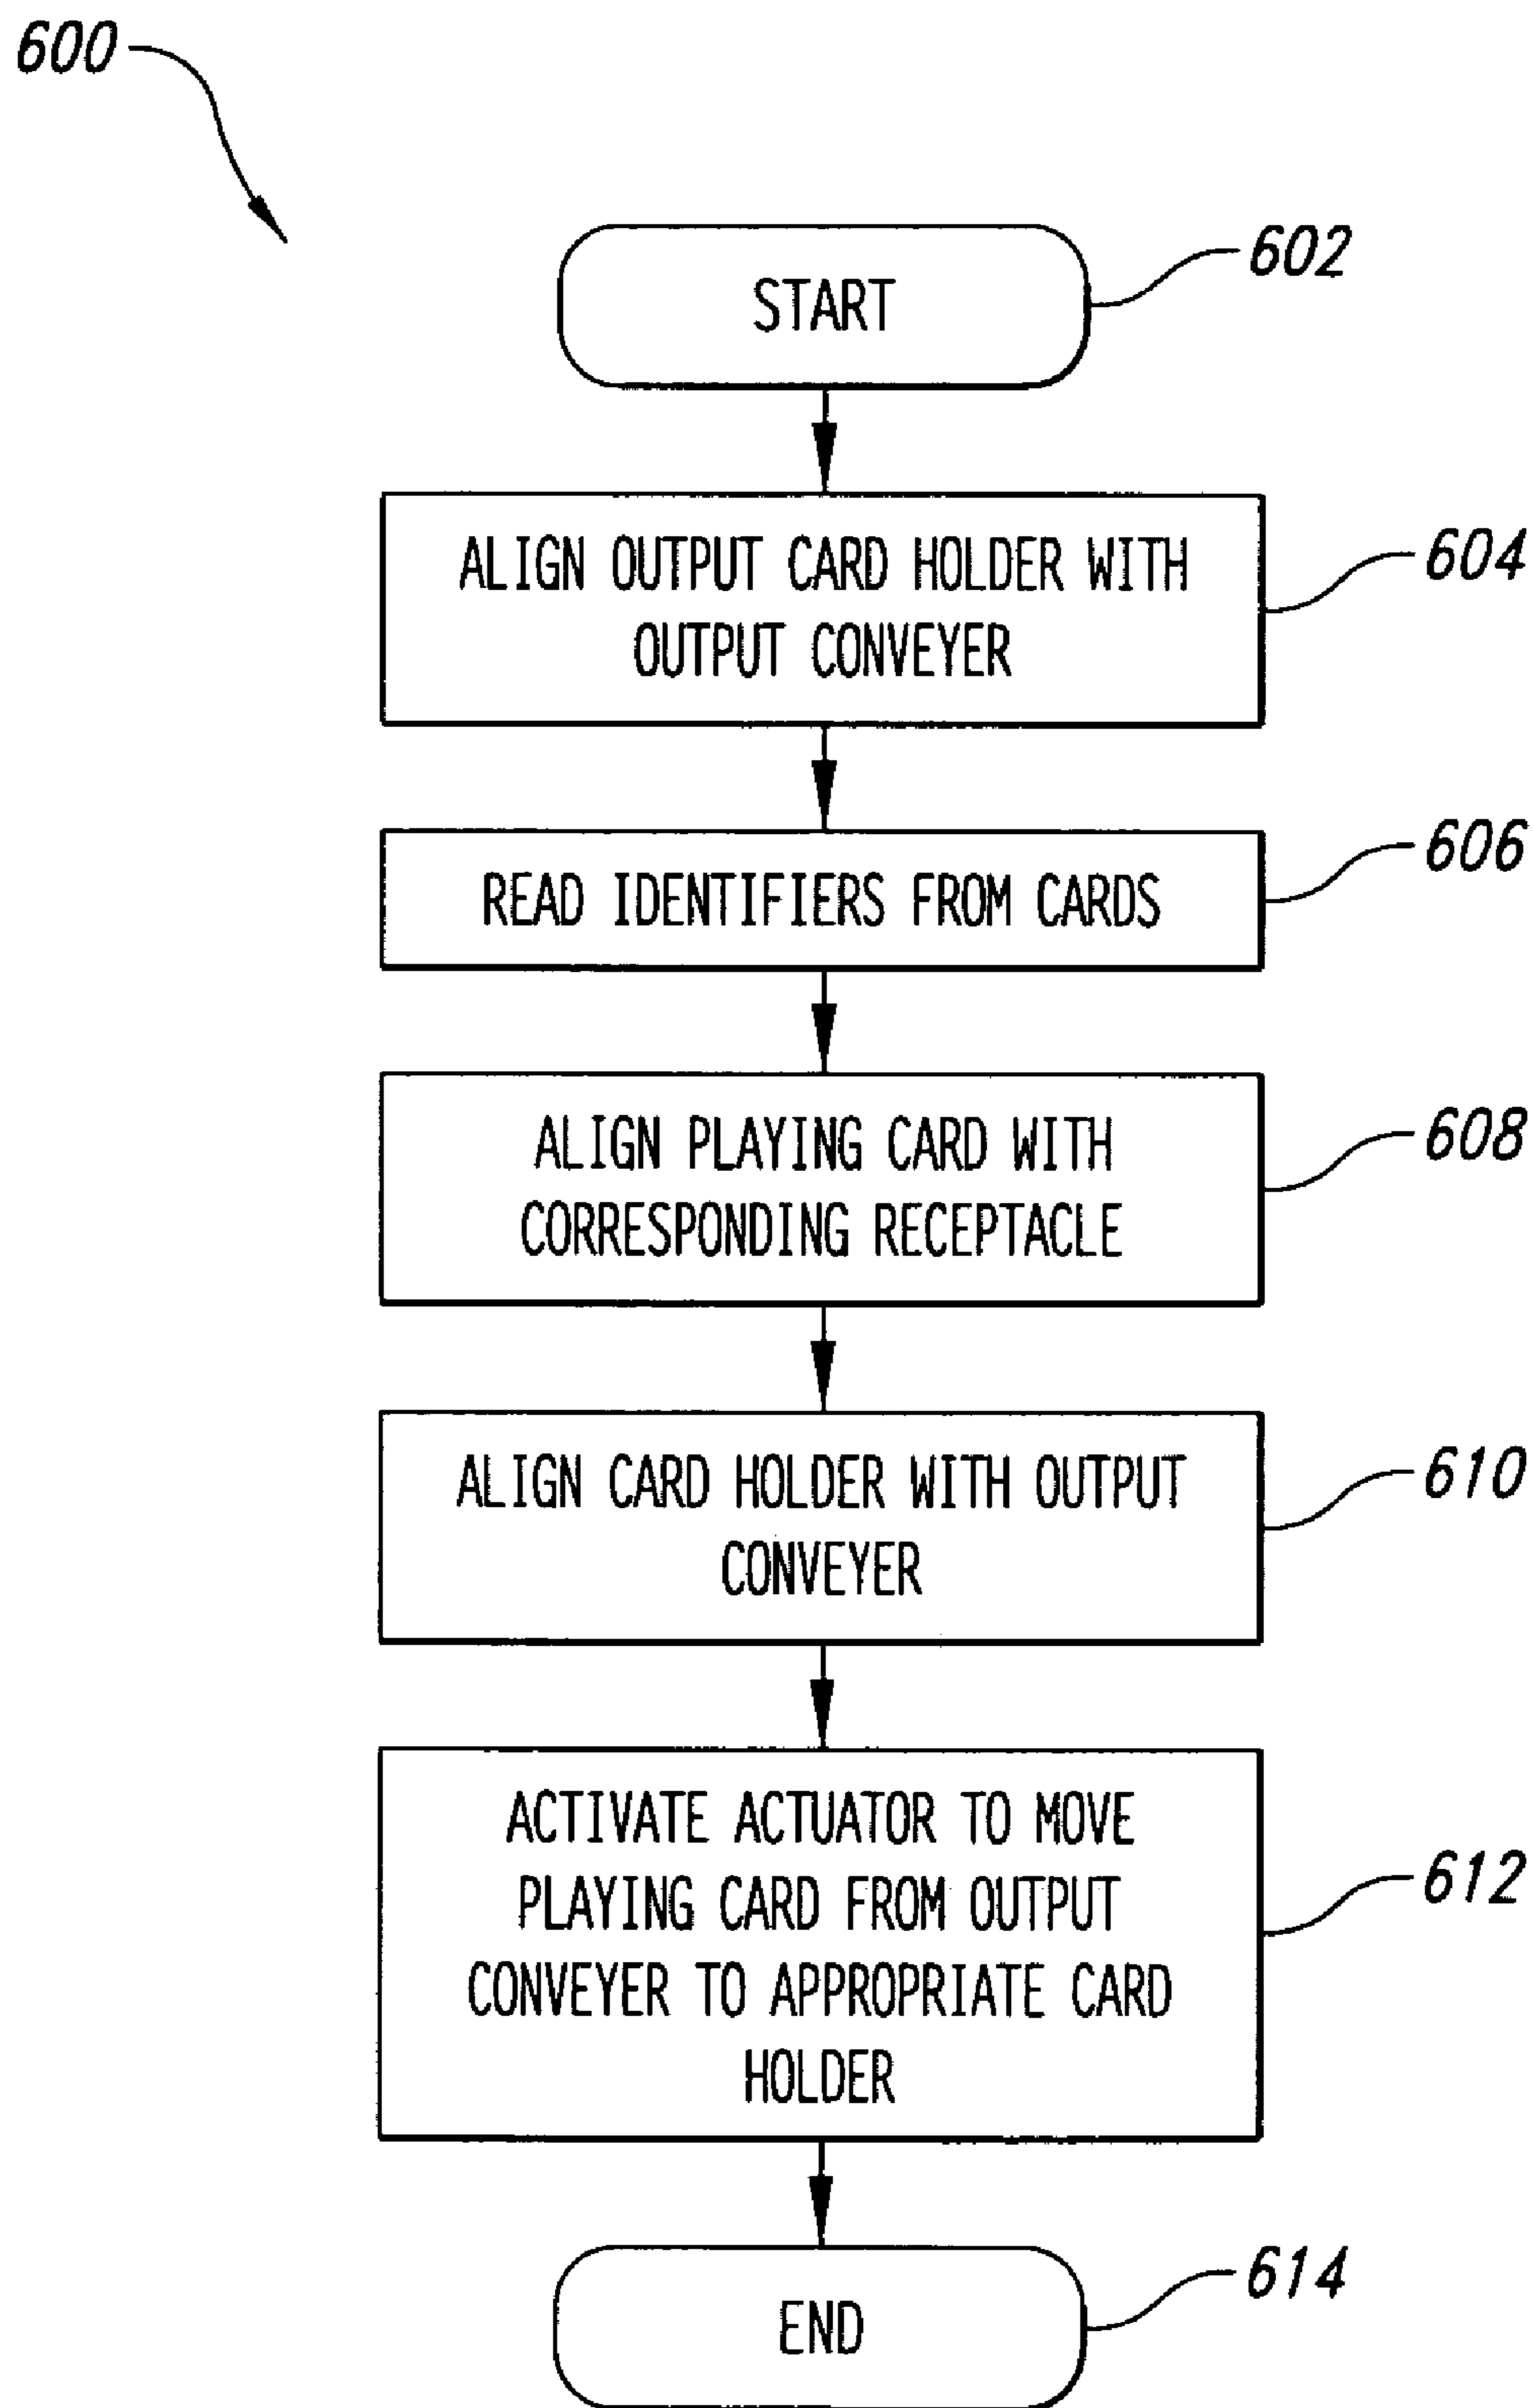 600
START
602
ALIGN OUTPUT CARD HOLDER WITH
OUTPUT CONVEYER
604
READ IDENTIFIERS FROM CARDS
606
ALIGN PLAYING CARD WITH
CORRESPONDING RECEPTACLE
608
ALIGN CARD HOLDER WITH OUTPUT
CONVEYER
610
ACTIVATE ACTUATOR TO MOVE
PLAYING CARD FROM OUTPUT
CONVEYER TO APPROPRIATE CARD
HOLDER
612
END
614